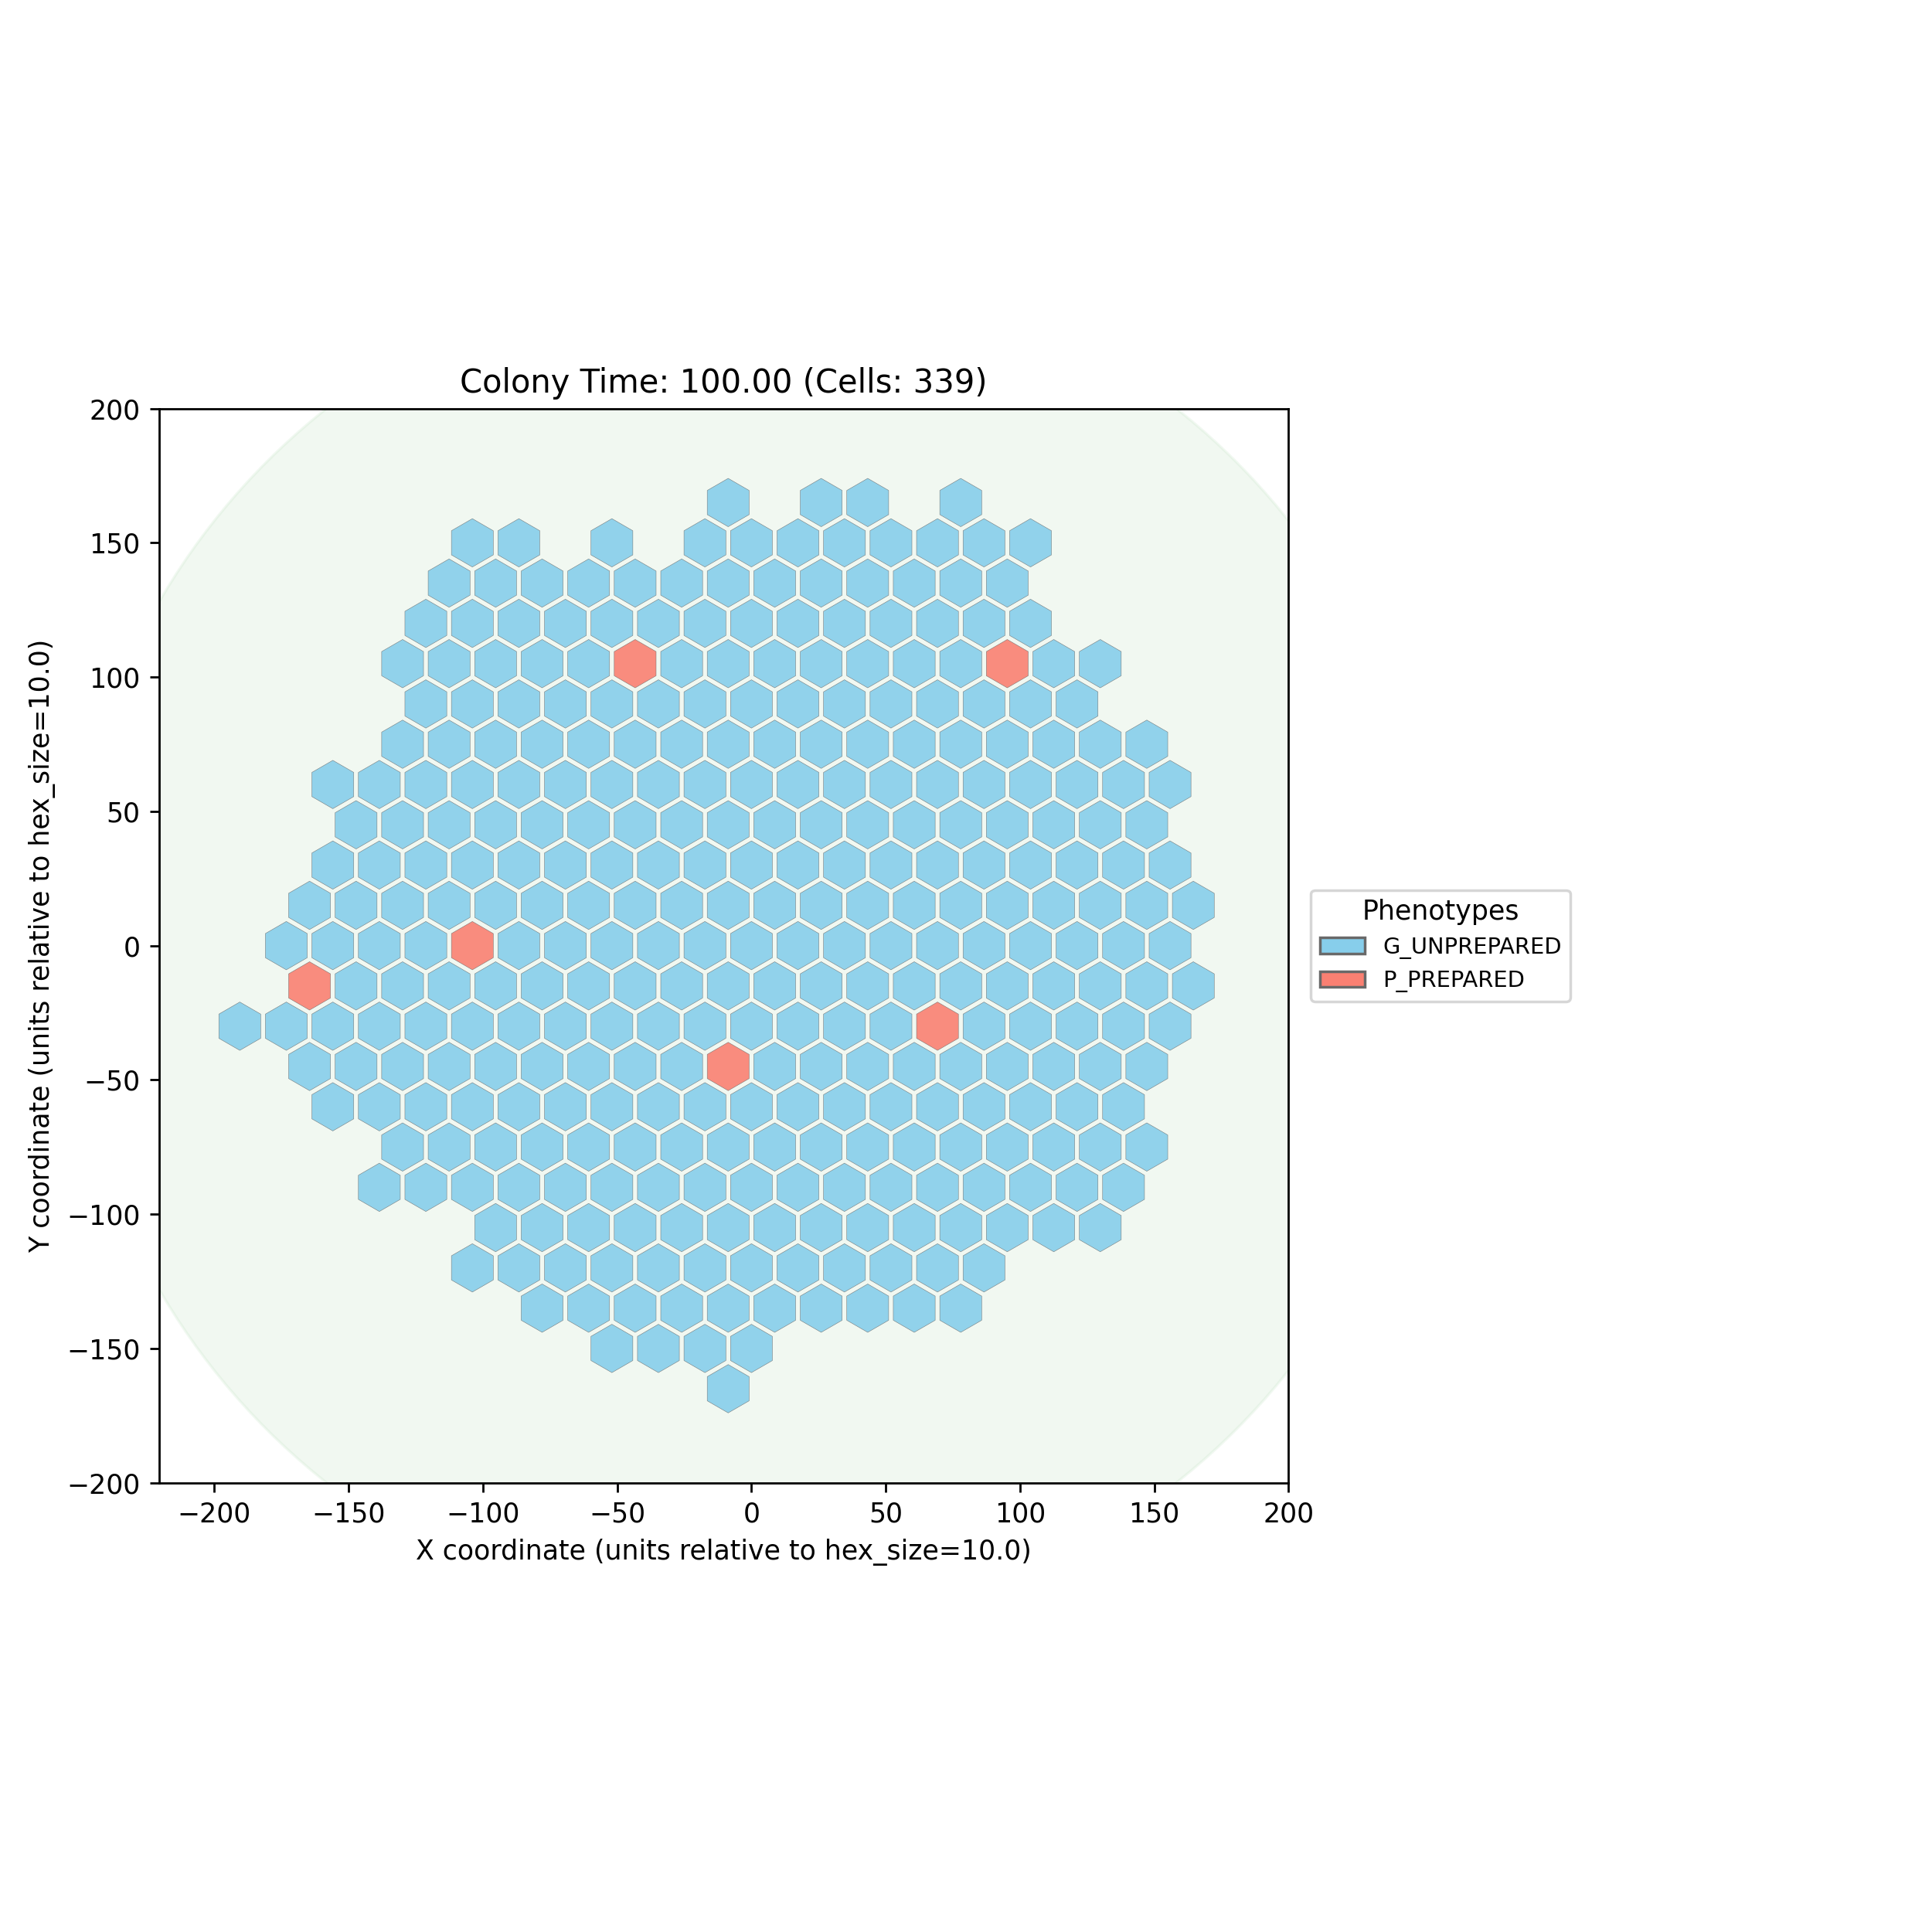 Colony Time: 100.00 (Cells: 339)
200
150
100
50
0
−50
−100
−150
−200
Y coordinate (units relative to hex_size=10.0)
−200 −150 −100 −50 0 50 100 150 200
X coordinate (units relative to hex_size=10.0)
Phenotypes
G_UNPREPARED
P_PREPARED